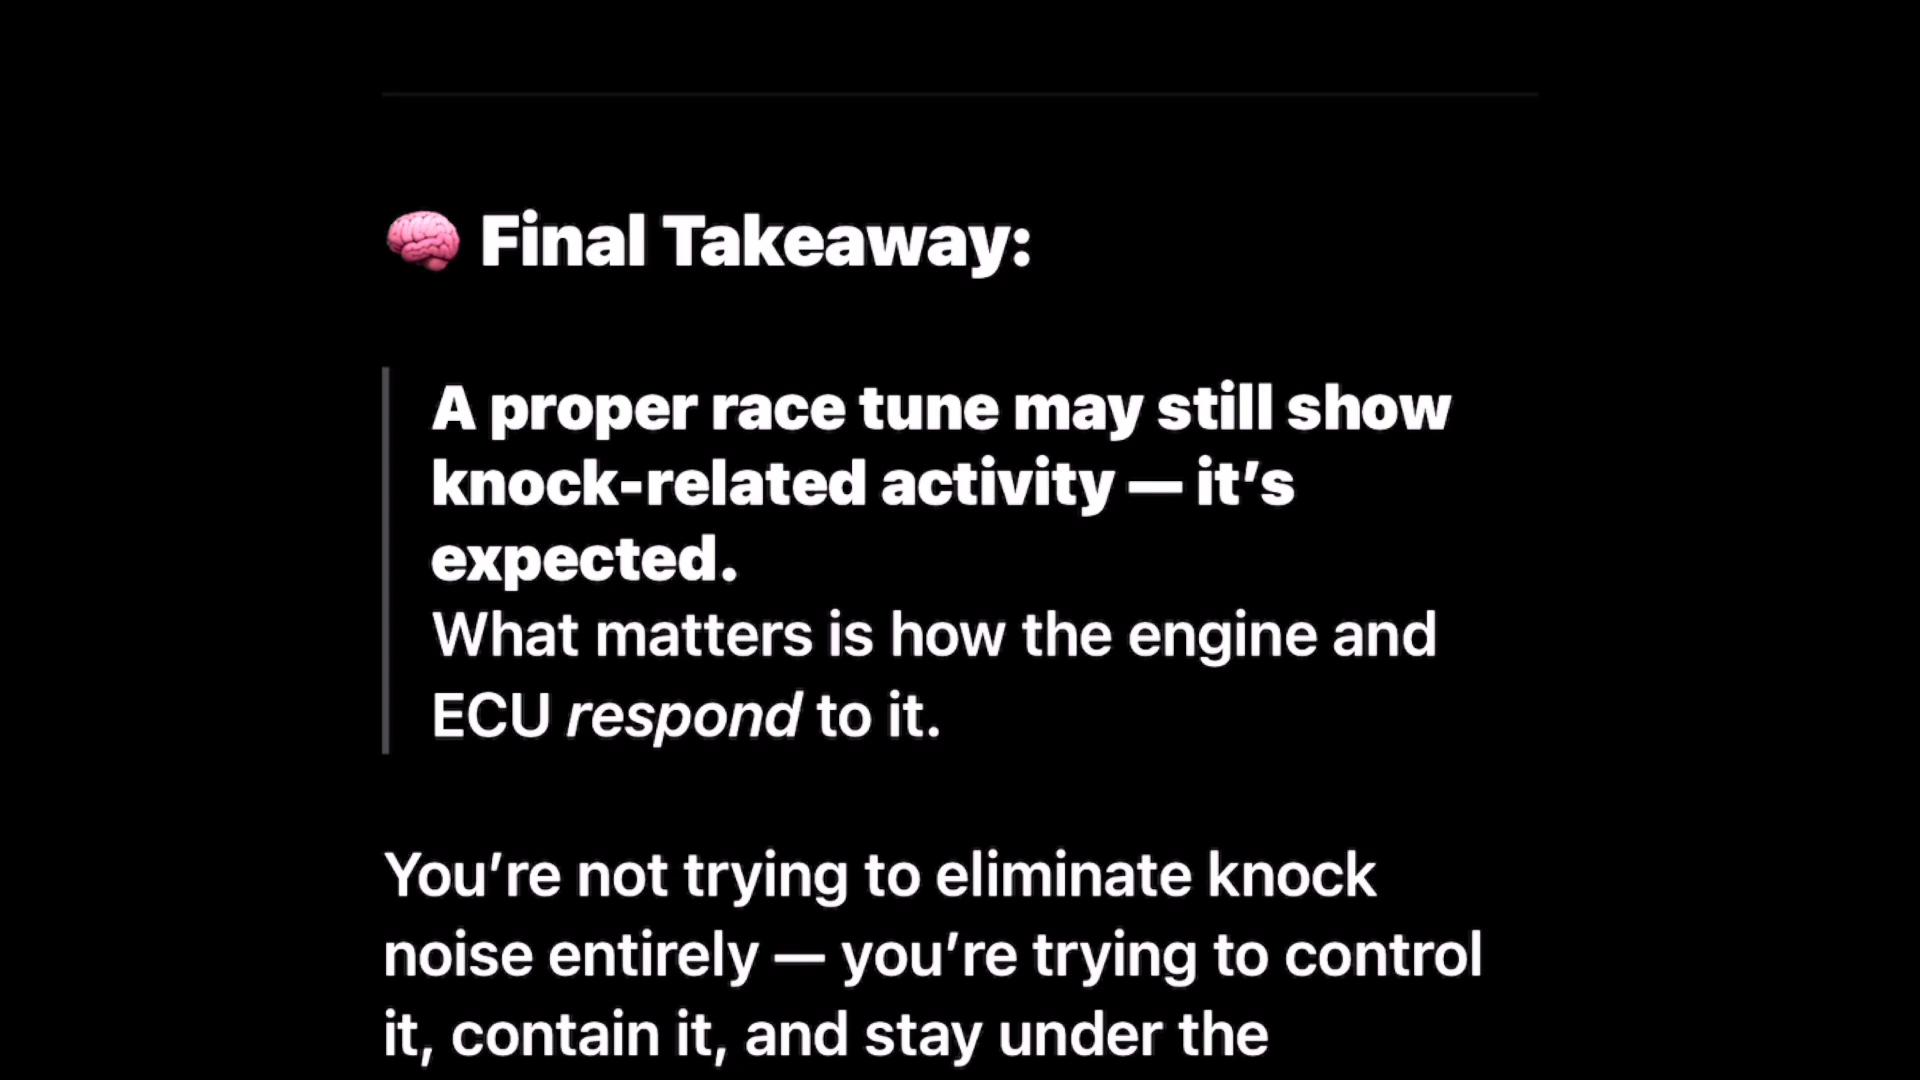 🧠 Final Takeaway:
A proper race tune may still show
knock-related activity — it’s
expected.
What matters is how the engine and
ECU respond to it.
You’re not trying to eliminate knock
noise entirely — you’re trying to control
it, contain it, and stay under the